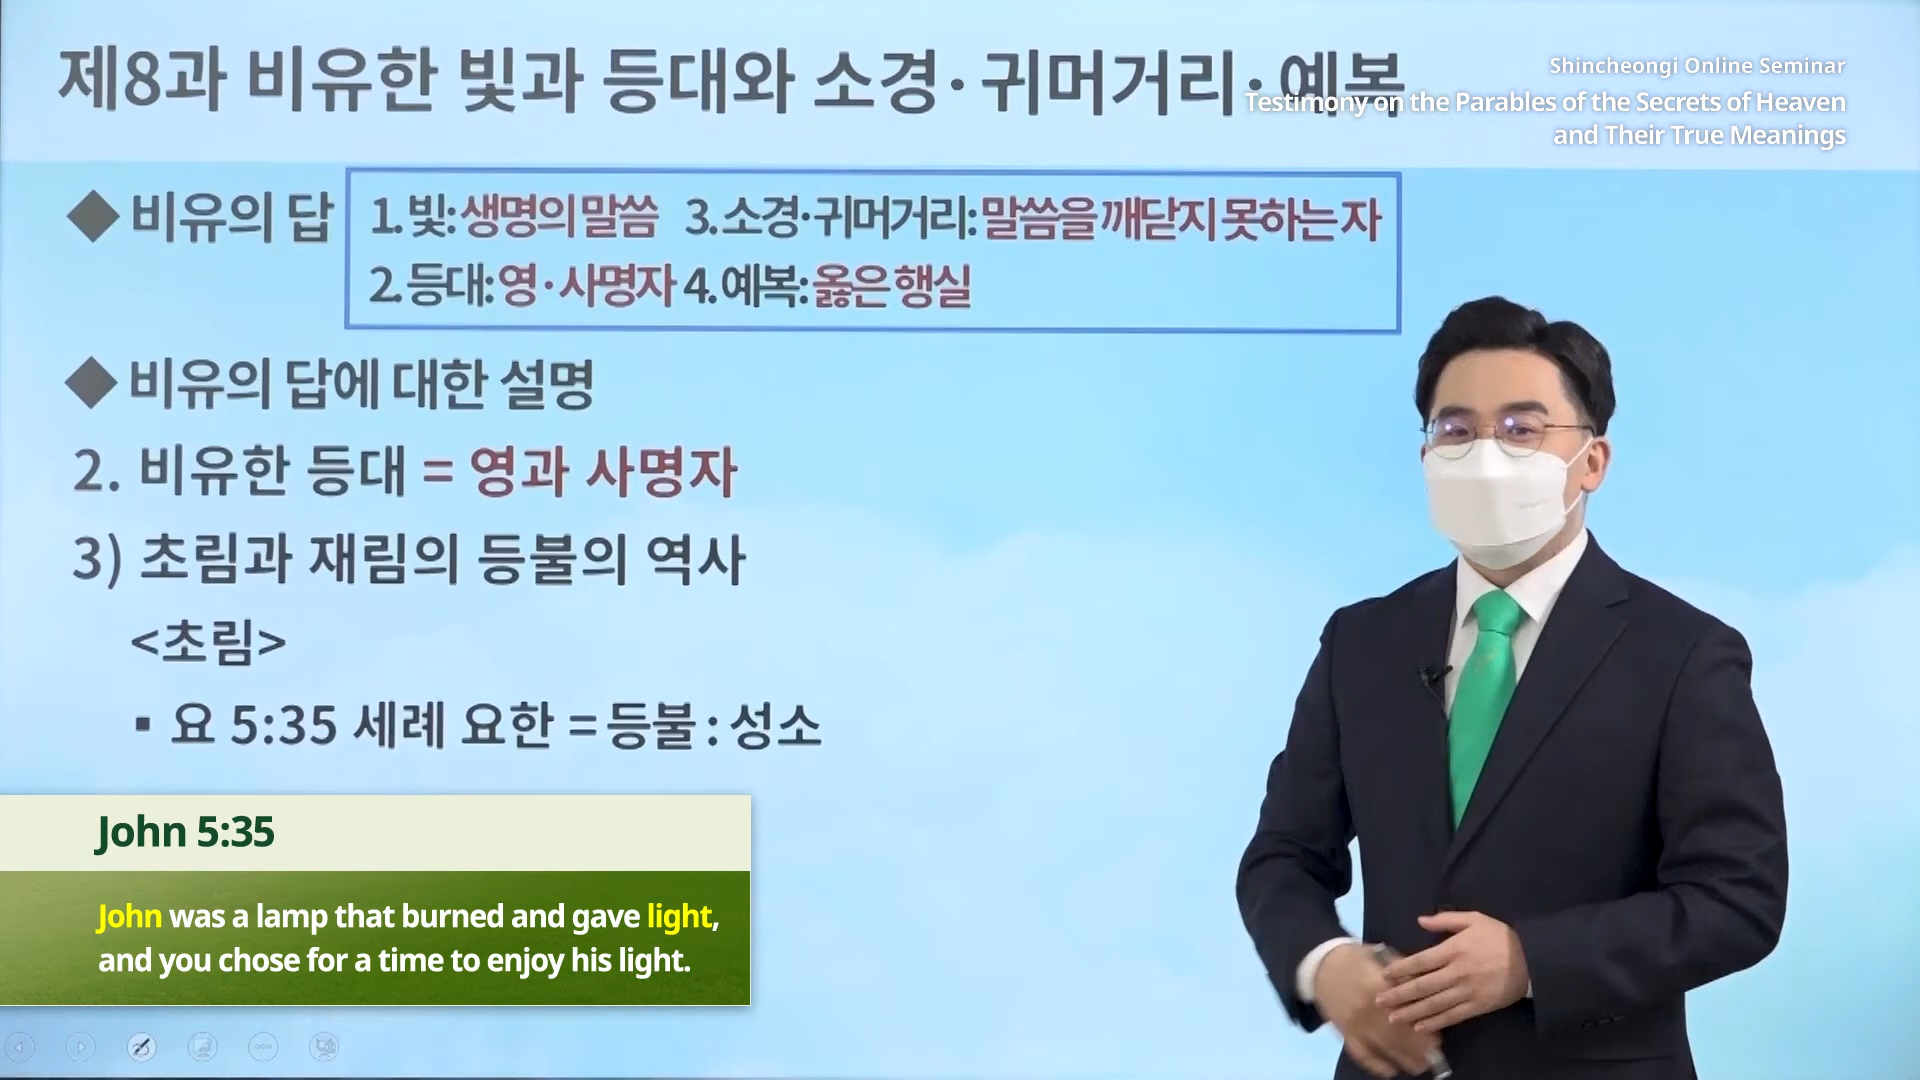 제8과 비유한 빛과 등대와 소경·귀머거리·예복
Shincheongi Online Seminar
Testimony on the Parables of the Secrets of Heaven
and Their True Meanings
◆ 비유의 답
1. 빛: 생명의 말씀 3. 소경·귀머거리: 말씀을 깨닫지 못하는 자
2. 등대: 영·사명자 4. 예복: 옳은 행실
◆ 비유의 답에 대한 설명
2. 비유한 등대 = 영과 사명자
3) 초림과 재림의 등불의 역사
<초림>
▪ 요 5:35 세례 요한 = 등불 : 성소
John 5:35
John was a lamp that burned and gave light,
and you chose for a time to enjoy his light.